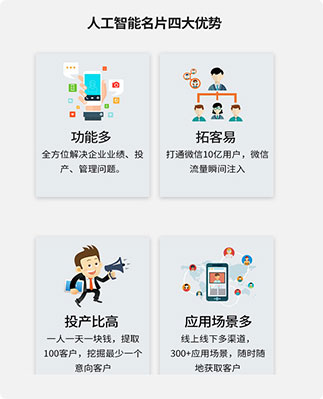 人工智能名片四大优势
功能多
全方位解决企业业绩、投
产、管理问题。
拓客易
打通微信10亿用户，微信
流量瞬间注入
投产比高
一人一天一块钱，提取
100客户，挖掘最少一个
意向客户
应用场景多
线上线下多渠道，
300+应用场景，随时随
地获取客户